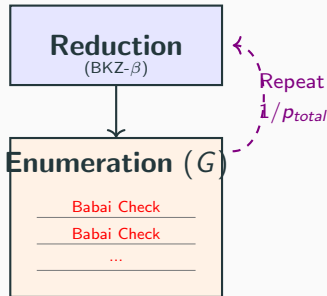 Reduction
(BKZ-β)
Repeat
1/p_total
Enumeration (G)
Babai Check
Babai Check
...